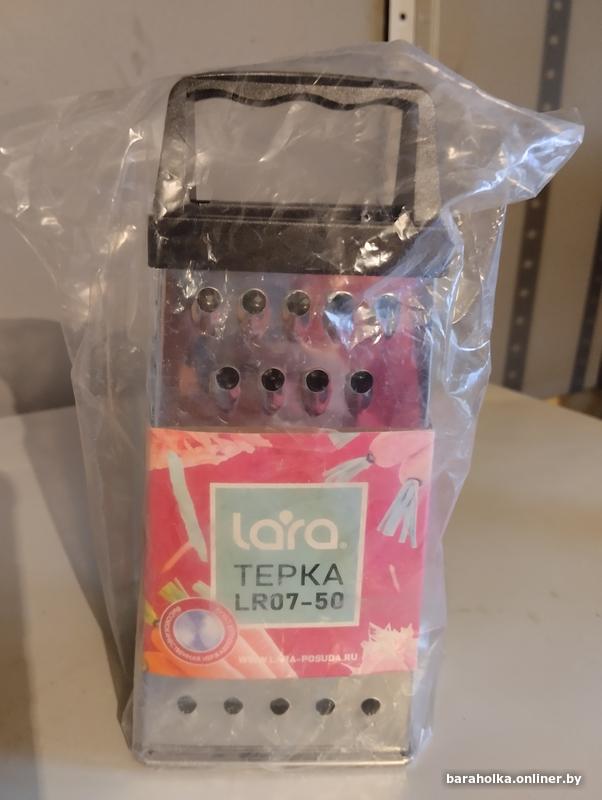 lara®
ТЕРКА
LR07-50
WWW.LARA-POSUDA.RU
baraholka.onliner.by